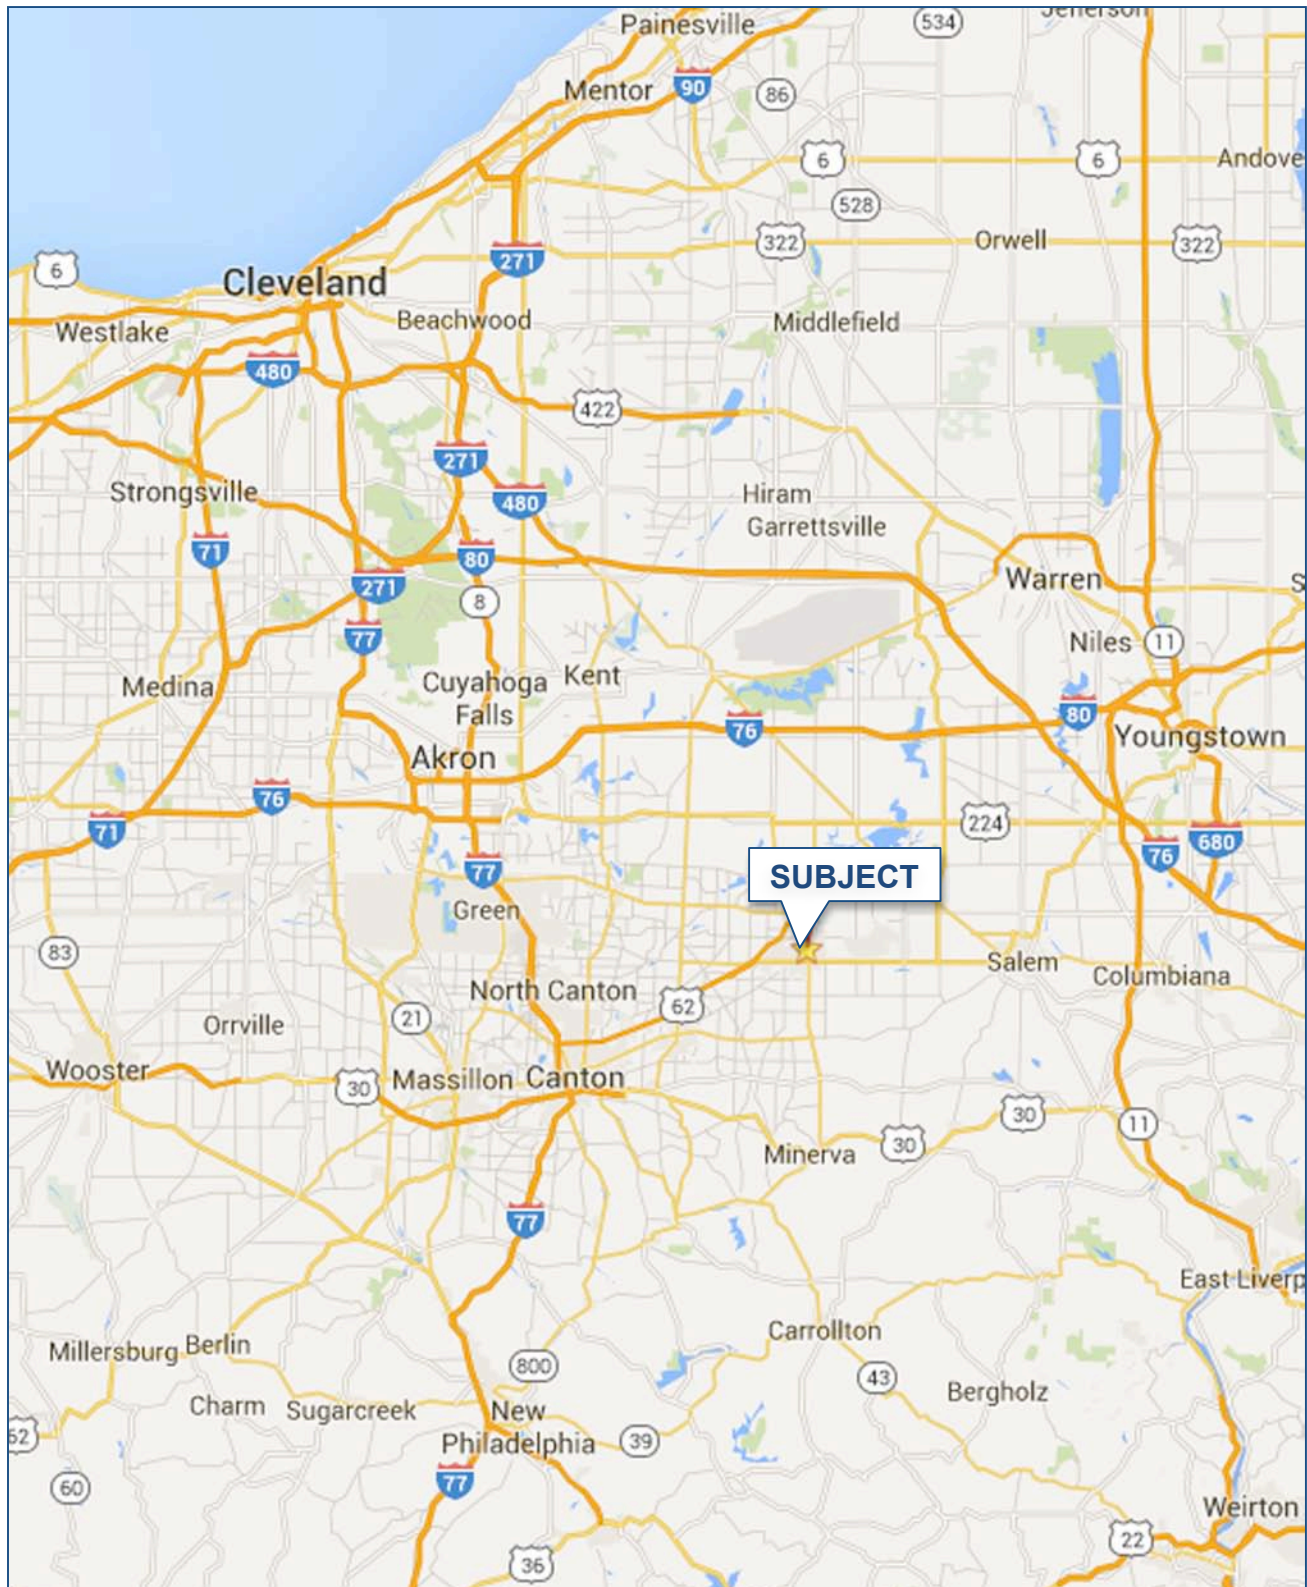 Painesville
534
Jefferson
Mentor
90
86
6
6
Andove
528
322
Orwell
322
6
271
Cleveland
Westlake
Beachwood
Middlefield
480
422
271
480
Strongsville
Hiram
Garrettsville
71
80
271
Warren
S
8
77
Niles
11
Medina
Cuyahoga
Falls
Kent
80
76
Youngstown
Akron
76
71
224
680
76
77
SUBJECT
Green
83
Salem
Columbiana
North Canton
62
21
Orrville
Wooster
30
Massillon
Canton
30
11
Minerva
30
77
East Liverp
Carrollton
Millersburg
Berlin
800
43
Bergholz
Charm
Sugarcreek
New
Philadelphia
39
62
77
60
Weirton
22
36